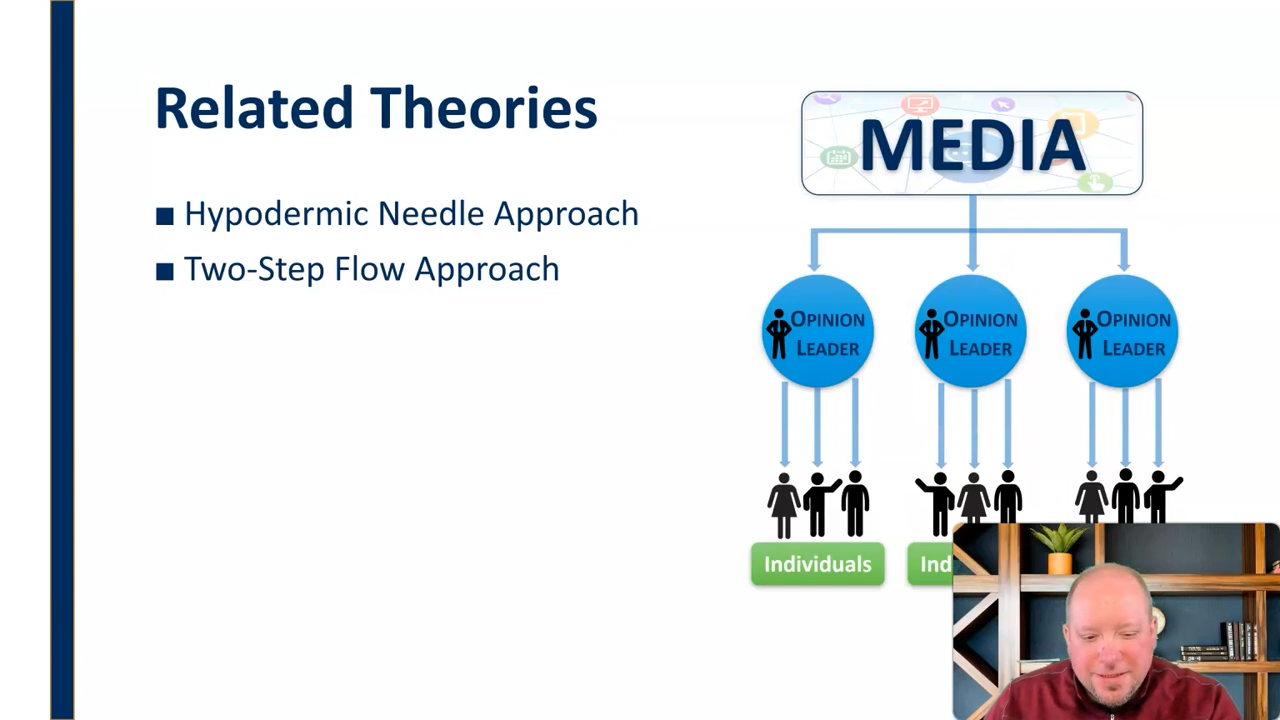 Related Theories
■ Hypodermic Needle Approach
■ Two-Step Flow Approach
MEDIA
OPINION
LEADER
OPINION
LEADER
OPINION
LEADER
Individuals
Ind